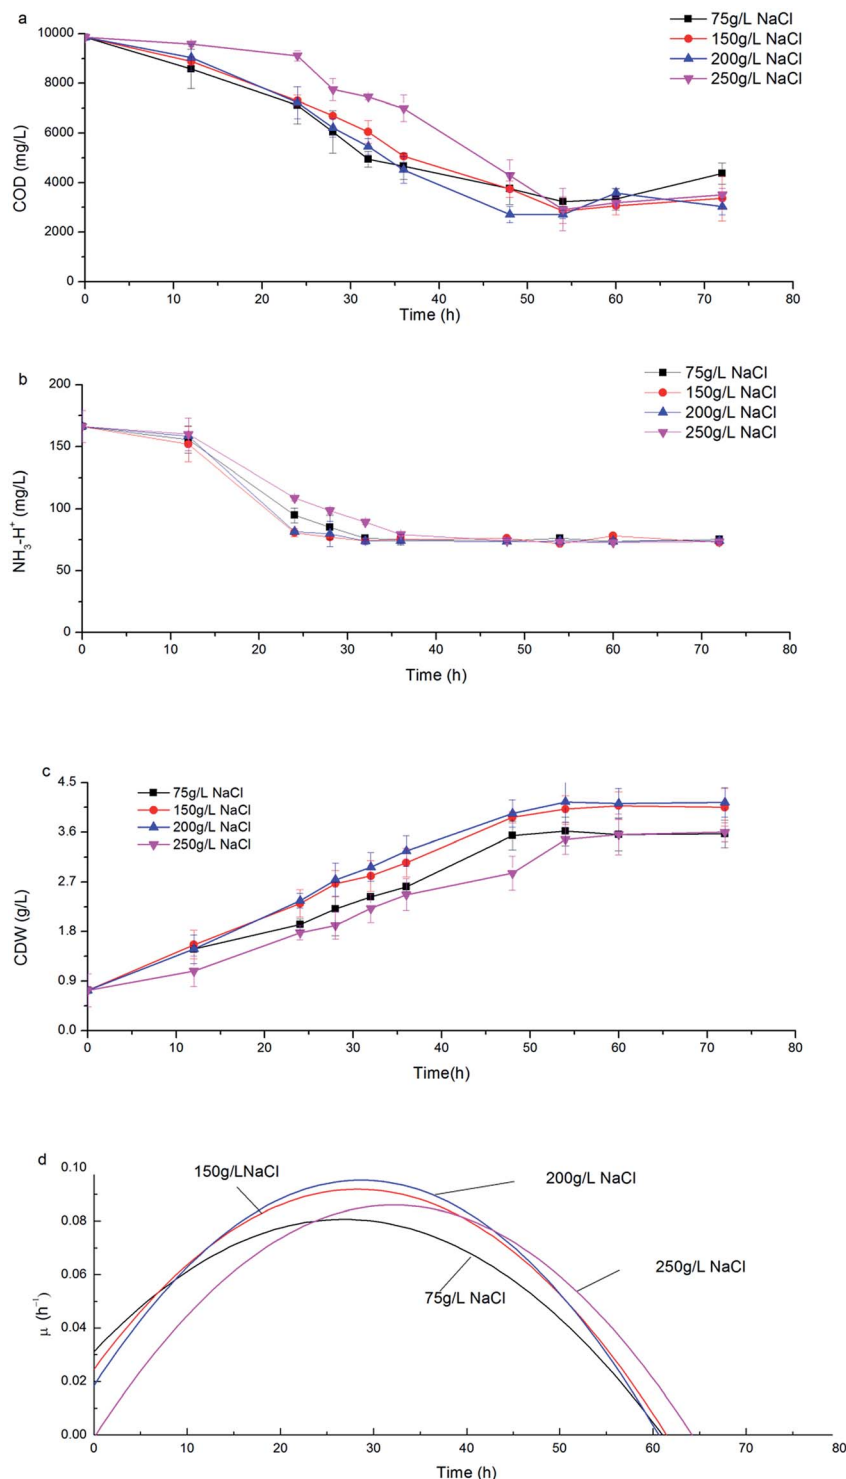 a
10000
8000
6000
4000
2000
0
COD (mg/L)
0 10 20 30 40 50 60 70 80
Time (h)
75g/L NaCl
150g/L NaCl
200g/L NaCl
250g/L NaCl
b
200
150
100
50
0
NH₃-H⁺ (mg/L)
0 10 20 30 40 50 60 70 80
Time (h)
75g/L NaCl
150g/L NaCl
200g/L NaCl
250g/L NaCl
c
4.5
3.6
2.7
1.8
0.9
0.0
CDW (g/L)
0 10 20 30 40 50 60 70 80
Time(h)
75g/L NaCl
150g/L NaCl
200g/L NaCl
250g/L NaCl
d
0.10
0.08
0.06
0.04
0.02
0.00
μ (h⁻¹)
0 10 20 30 40 50 60 70 80
Time (h)
150g/LNaCl
200g/L NaCl
250g/L NaCl
75g/L NaCl